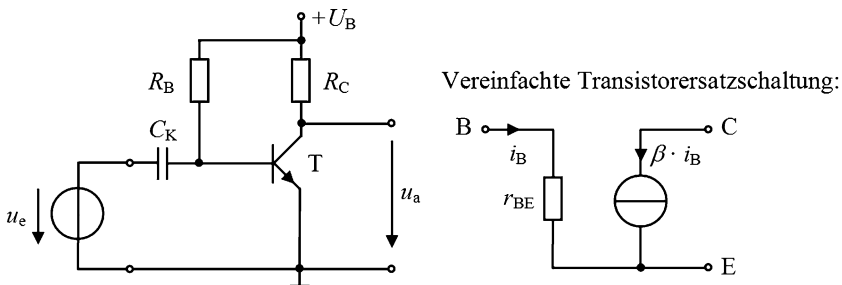 +U_B
R_B
R_C
C_K
T
u_e
u_a
Vereinfachte Transistorersatzschaltung:
B
C
i_B
β · i_B
r_BE
E